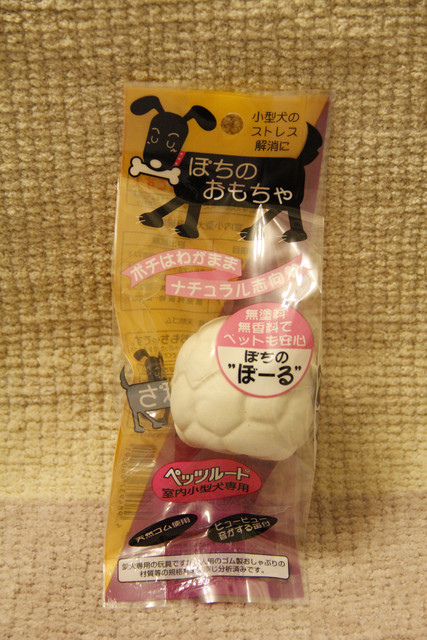 小型犬の
ストレス
解消に
ぽちの
おもちゃ
ポチはわがまま
ナチュラル志向
無塗料
無香料で
ペットも安心
ぽちの
"ぼーる"
ペッツルート
室内小型犬専用
天然ゴム使用
ピューピュー
音がする笛付